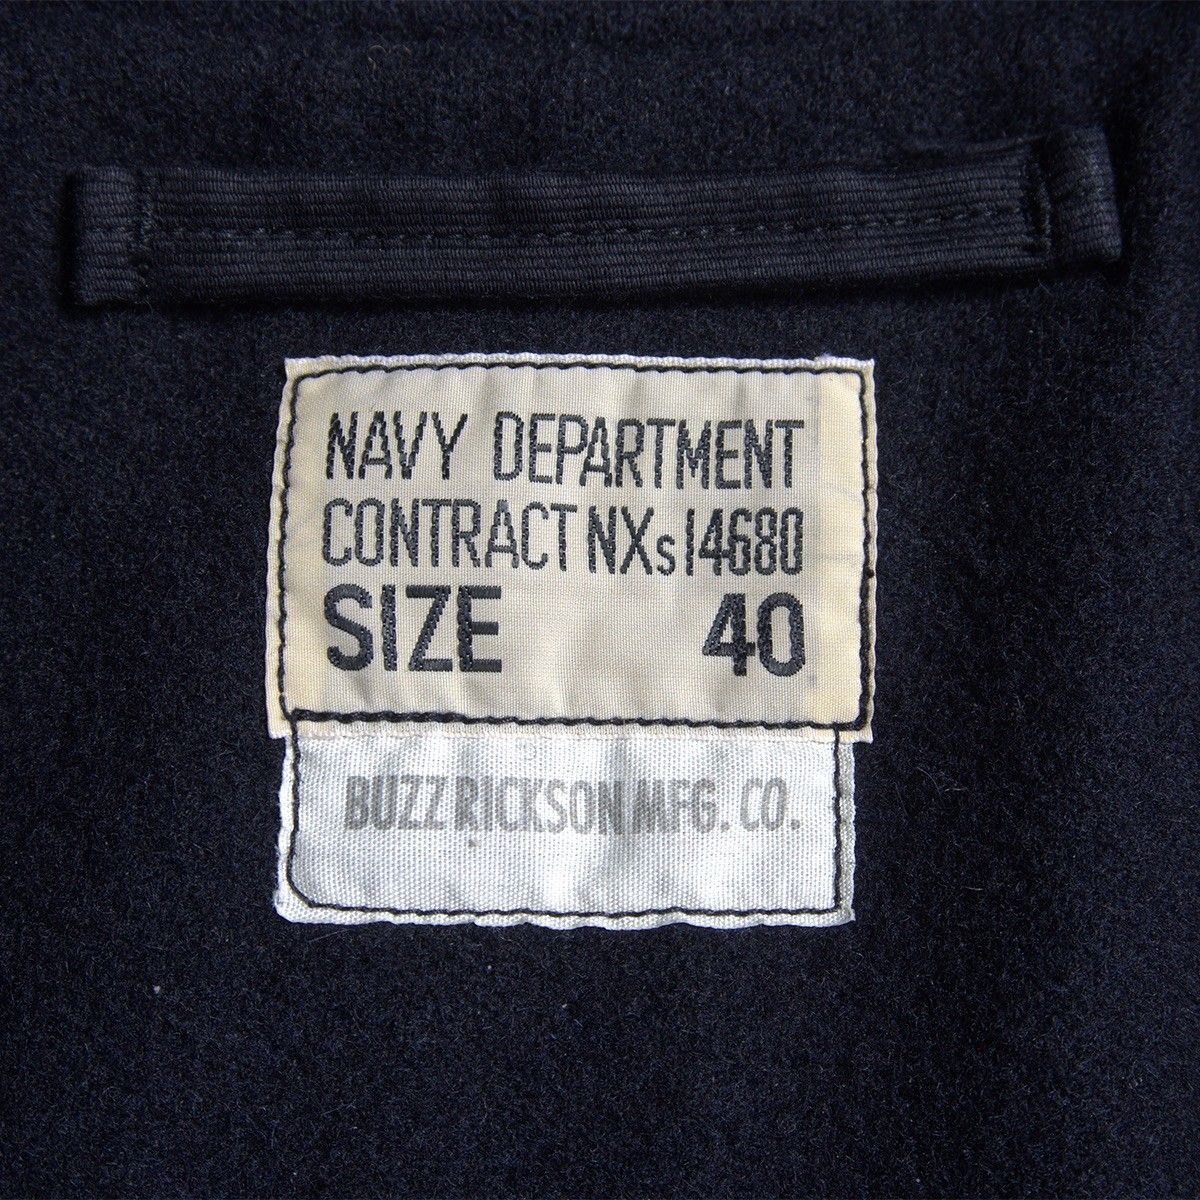 NAVY DEPARTMENT
CONTRACT NXs 14680
SIZE 40
BUZZ RICKSON MFG. CO.